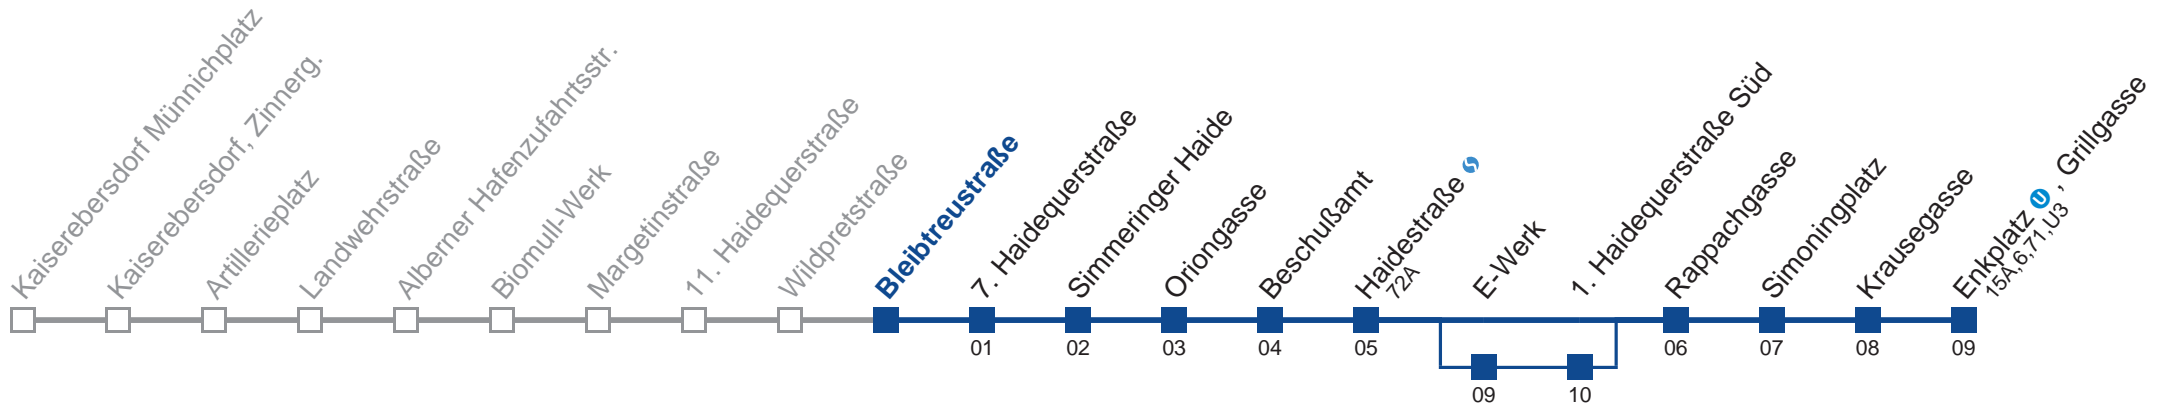 Kaiserebersdorf Münnichplatz
Kaiserebersdorf, Zinnerg.
Artillerieplatz
Landwehrstraße
Alberner Hafenzufahrtsstr.
Biomull-Werk
Margetinstraße
11. Haidequerstraße
Wildpretstraße
Bleibtreustraße
7. Haidequerstraße
Simmeringer Haide
Oriongasse
Beschußamt
Haidestraße S
72A
E-Werk
1. Haidequerstraße Süd
Rappachgasse
Simoningplatz
Krausegasse
Enkplatz U , Grillgasse
15A,6,71,U3
01 02 03 04 05 06 07 08 09
09 10